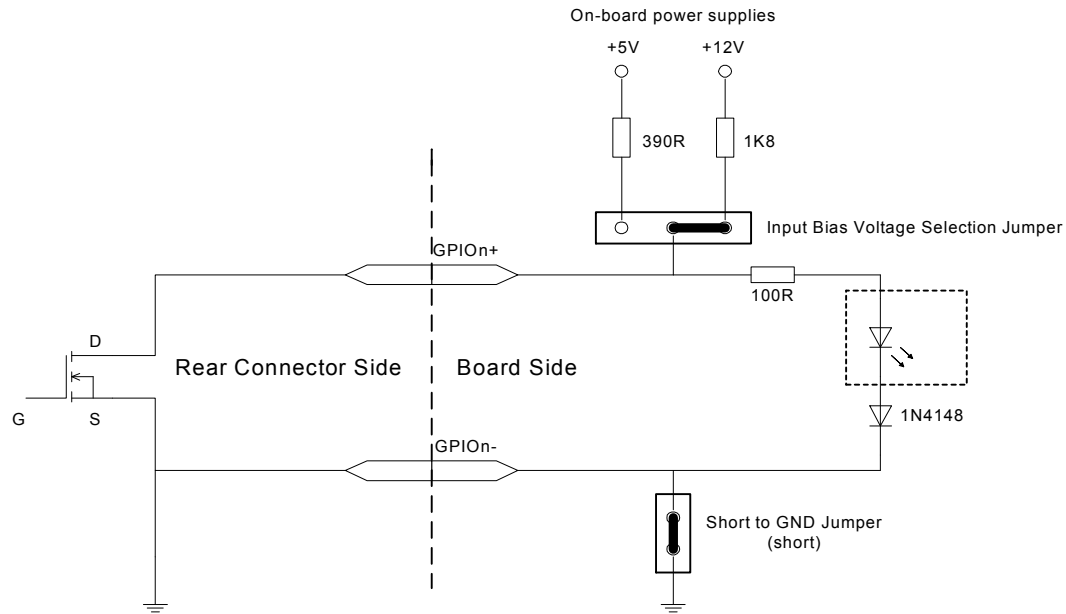 On-board power supplies
+5V
+12V
390R
1K8
Input Bias Voltage Selection Jumper
GPIOn+
100R
D
Rear Connector Side
Board Side
G
S
1N4148
GPIOn-
Short to GND Jumper
(short)